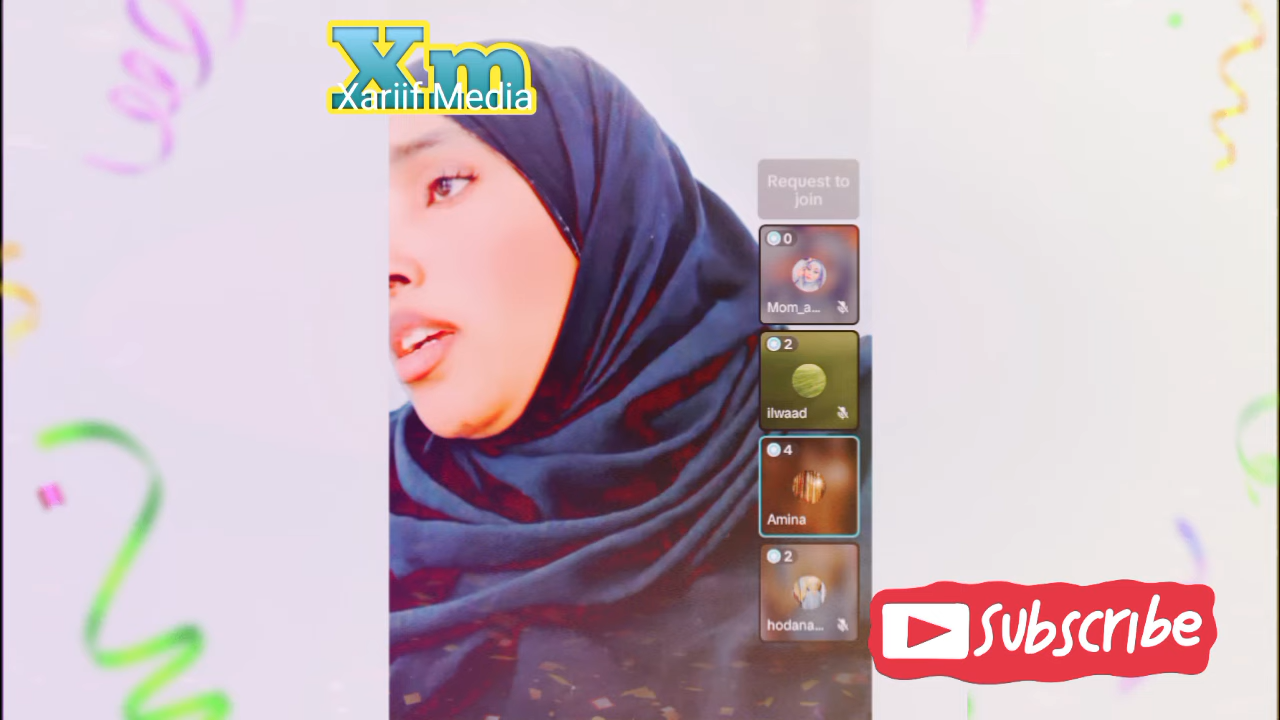 Xm
Xariif Media
Request to
join
0
Mom_a...
2
ilwaad
4
Amina
2
hodana...
Subscribe